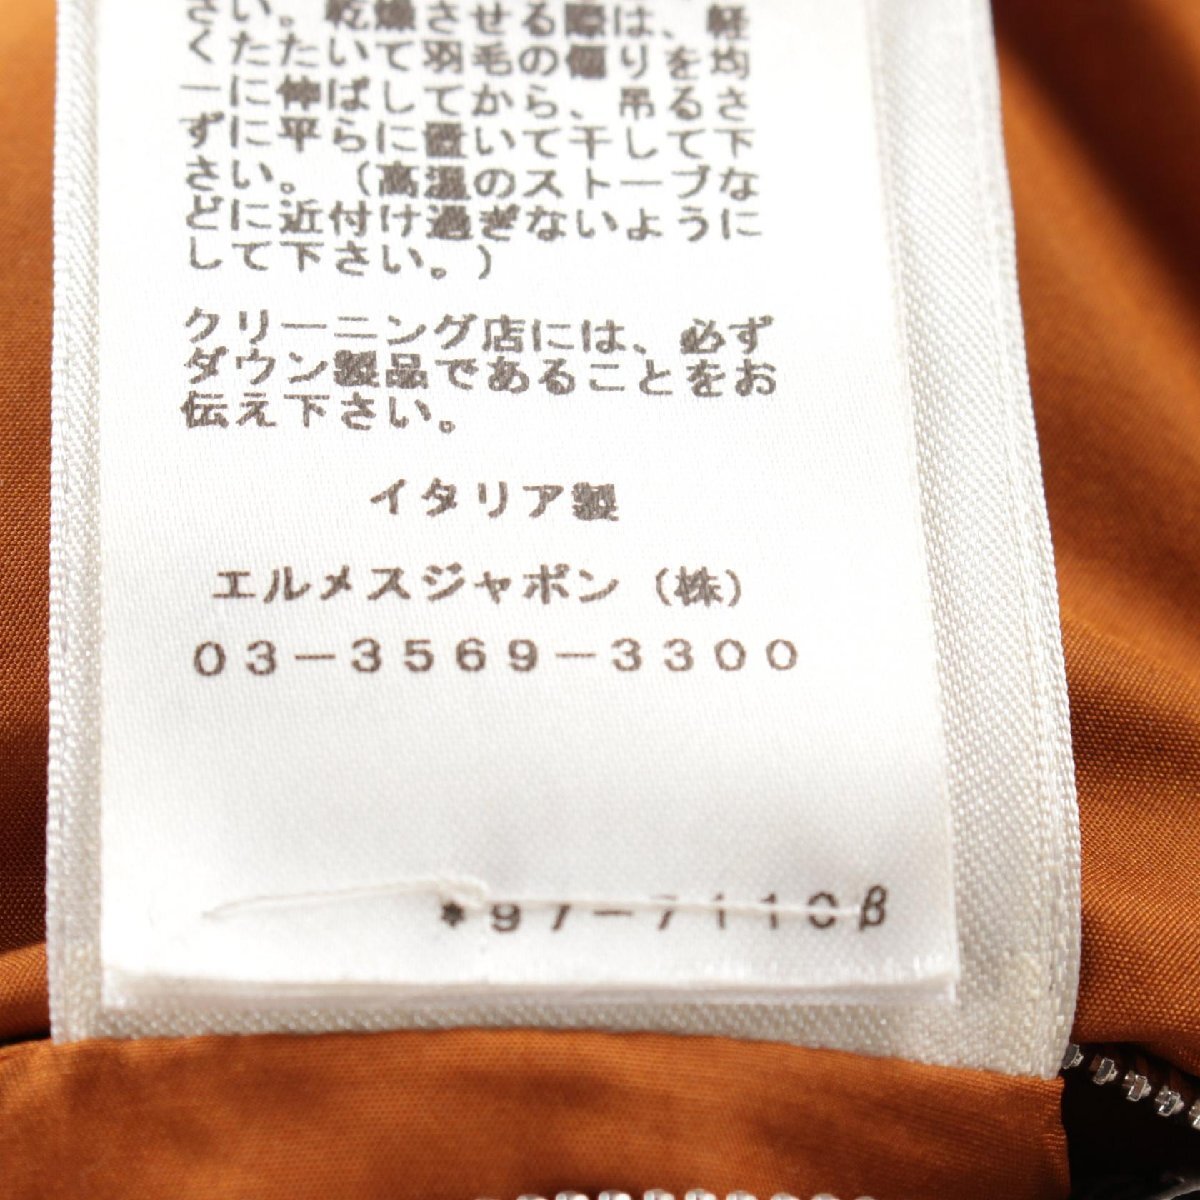 さい。乾燥させる際は、軽
くたたいて羽毛の偏りを均
一に伸ばしてから、吊るさ
ずに平らに置いて干して下
さい。（高温のストーブな
どに近付け過ぎないように
して下さい。）
クリーニング店には、必ず
ダウン製品であることをお
伝え下さい。
イタリア製
エルメスジャポン（株）
03-3569-3300
*97-7110β